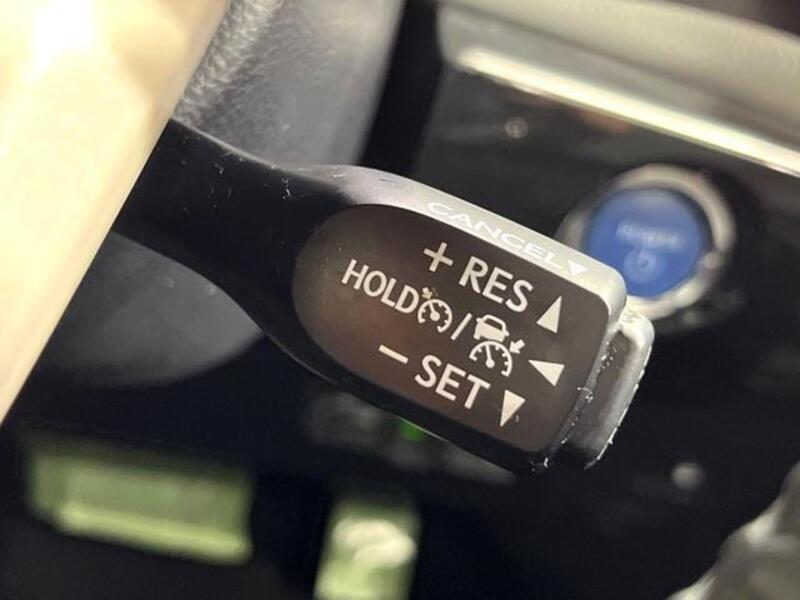 CANCEL▼
+ RES ▲
HOLD / ◀
− SET ▼